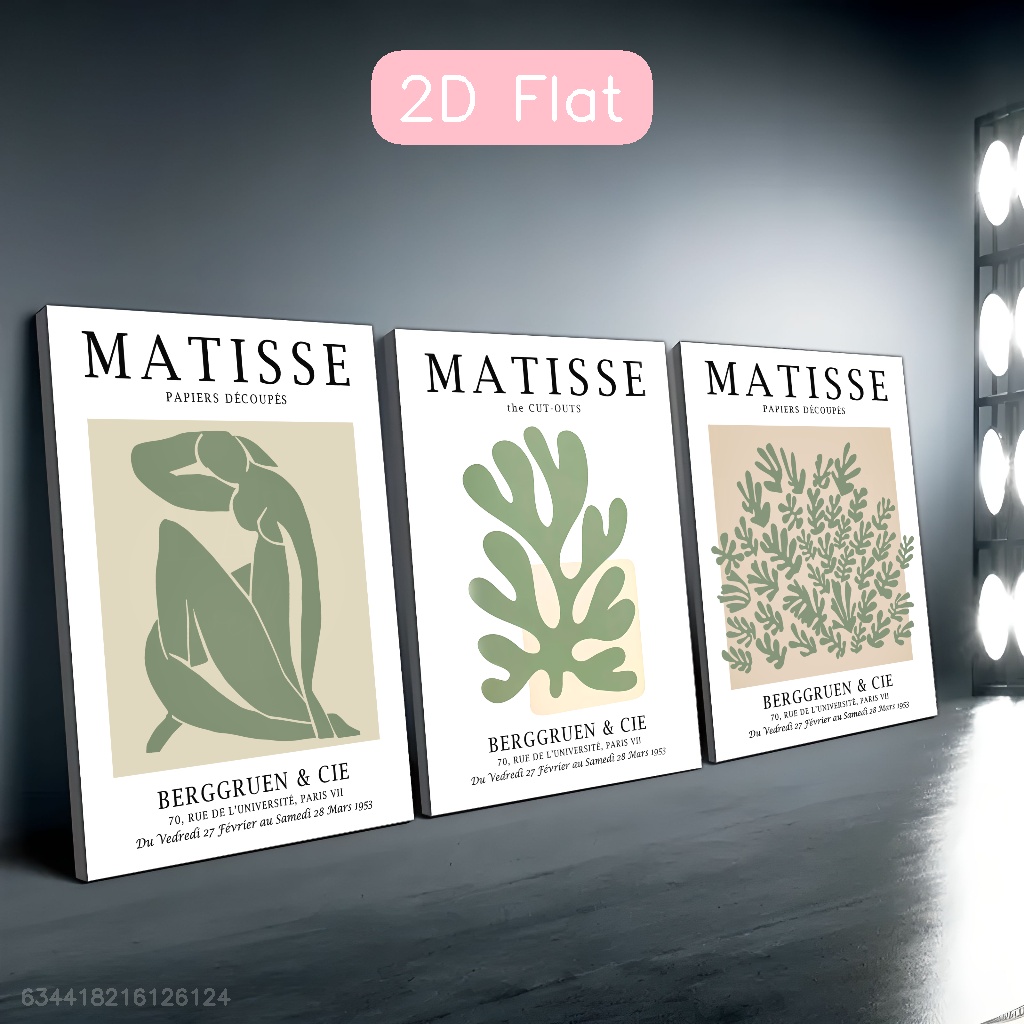 2D Flat
MATISSE
PAPIERS DÉCOUPÉS
BERGGRUEN & CIE
70, RUE DE L'UNIVERSITÉ, PARIS VII
Du Vedredi 27 Février au Samedi 28 Mars 1953
MATISSE
the CUT-OUTS
BERGGRUEN & CIE
70, RUE DE L'UNIVERSITÉ, PARIS VII
Du Vedredi 27 Février au Samedi 28 Mars 1953
MATISSE
PAPIERS DÉCOUPÉS
BERGGRUEN & CIE
70, RUE DE L'UNIVERSITÉ, PARIS VII
Du Vedredi 27 Février au Samedi 28 Mars 1953
634418216126124